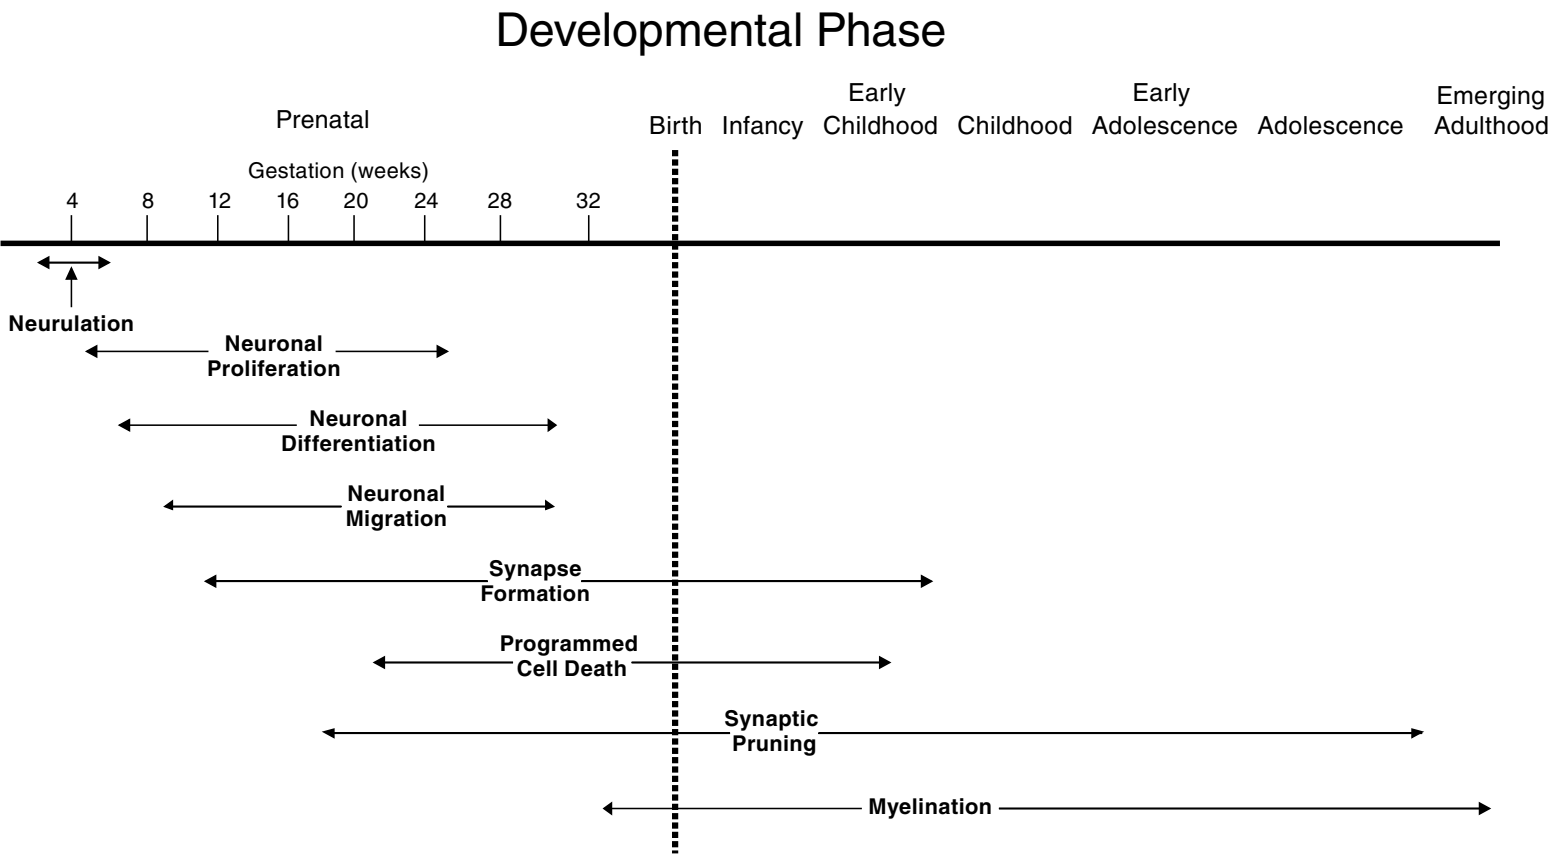 Developmental Phase
Prenatal
Birth
Infancy
Early
Childhood
Childhood
Early
Adolescence
Adolescence
Emerging
Adulthood
Gestation (weeks)
4 8 12 16 20 24 28 32
Neurulation
Neuronal
Proliferation
Neuronal
Differentiation
Neuronal
Migration
Synapse
Formation
Programmed
Cell Death
Synaptic
Pruning
Myelination